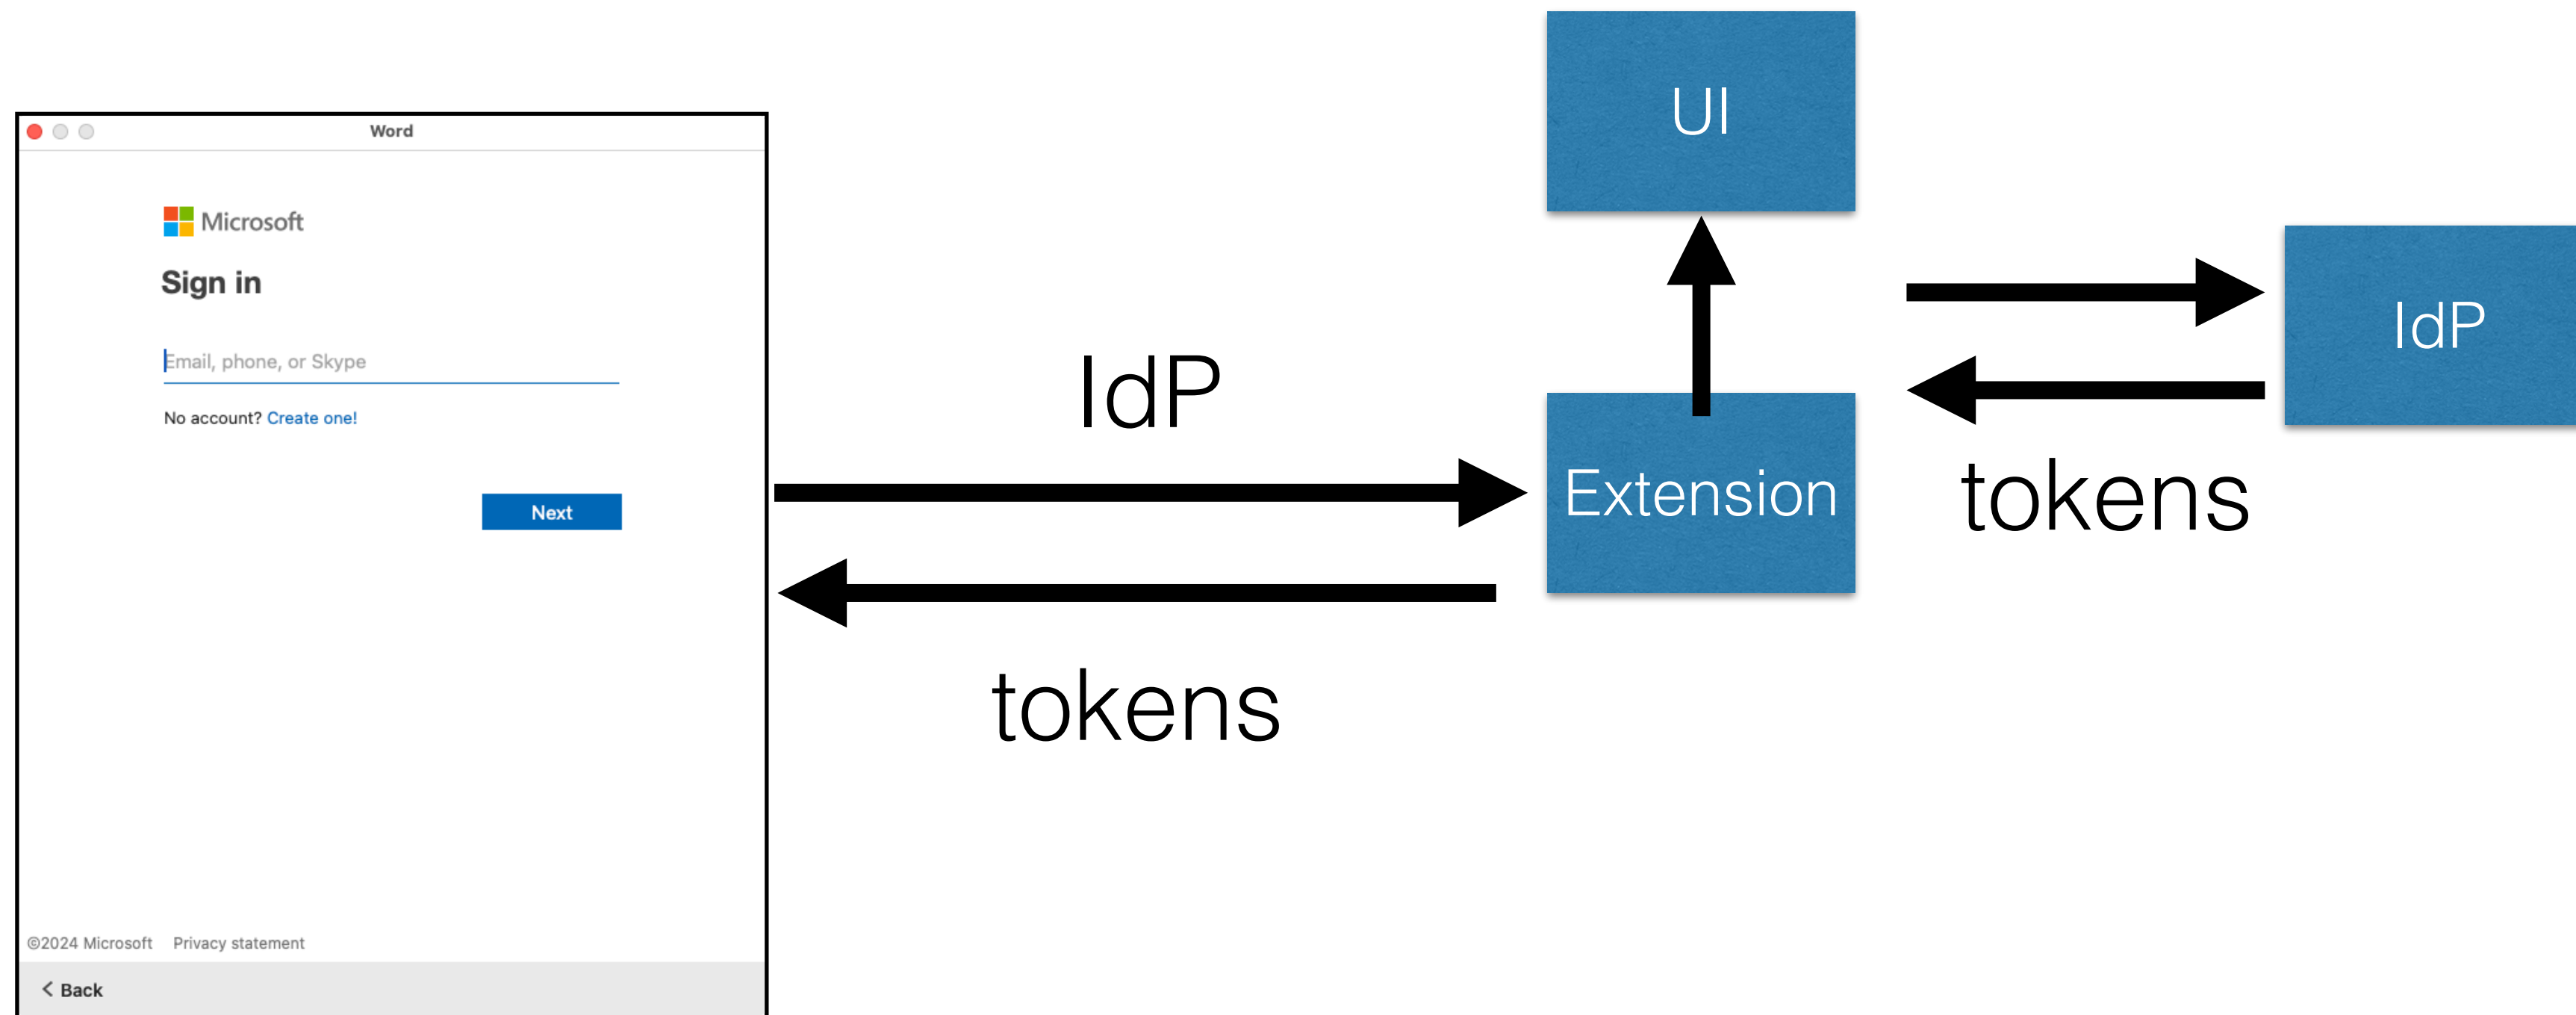 Word
Microsoft
Sign in
Email, phone, or Skype
No account? Create one!
Next
©2024 Microsoft Privacy statement
< Back
IdP
tokens
UI
Extension
IdP
tokens